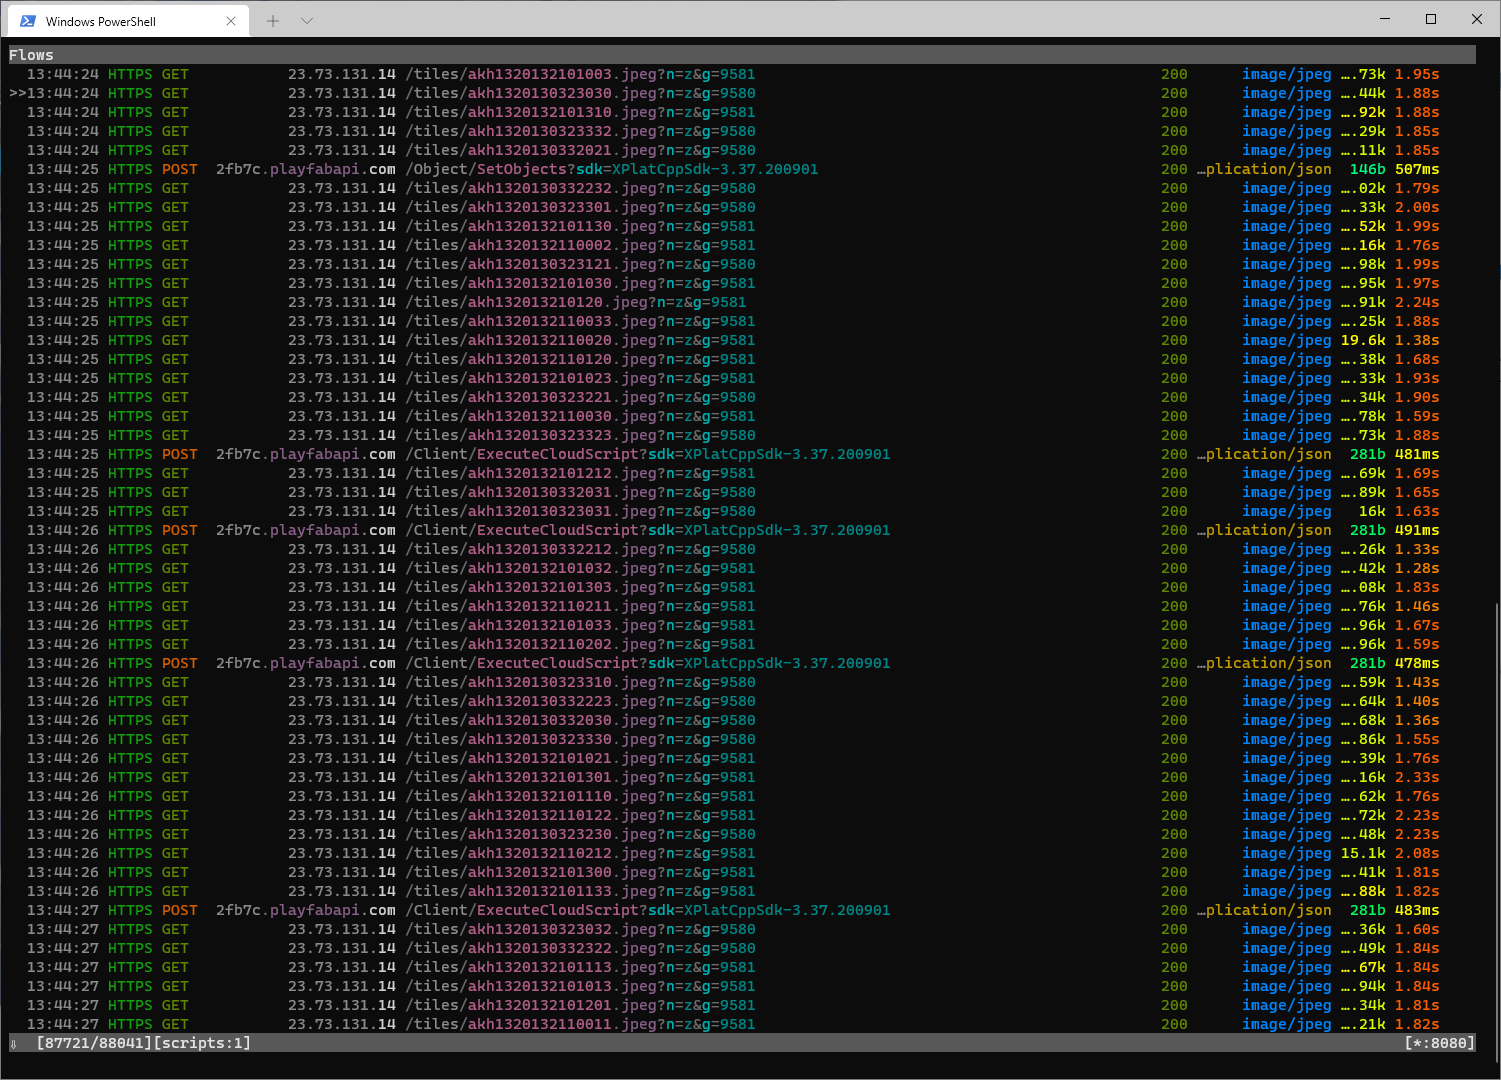 Windows PowerShell
Flows
13:44:24 HTTPS GET 23.73.131.14 /tiles/akh1320132101003.jpeg?n=z&g=9581 200 image/jpeg ….73k 1.95s
>>13:44:24 HTTPS GET 23.73.131.14 /tiles/akh1320130323030.jpeg?n=z&g=9580 200 image/jpeg ….44k 1.88s
13:44:24 HTTPS GET 23.73.131.14 /tiles/akh1320132101310.jpeg?n=z&g=9581 200 image/jpeg ….92k 1.88s
13:44:24 HTTPS GET 23.73.131.14 /tiles/akh1320130323332.jpeg?n=z&g=9580 200 image/jpeg ….29k 1.85s
13:44:24 HTTPS GET 23.73.131.14 /tiles/akh1320130332021.jpeg?n=z&g=9580 200 image/jpeg ….11k 1.85s
13:44:25 HTTPS POST 2fb7c.playfabapi.com /Object/SetObjects?sdk=XPlatCppSdk-3.37.200901 200 …plication/json 146b 507ms
13:44:25 HTTPS GET 23.73.131.14 /tiles/akh1320130332232.jpeg?n=z&g=9580 200 image/jpeg ….02k 1.79s
13:44:25 HTTPS GET 23.73.131.14 /tiles/akh1320130323301.jpeg?n=z&g=9580 200 image/jpeg ….33k 2.00s
13:44:25 HTTPS GET 23.73.131.14 /tiles/akh1320132101130.jpeg?n=z&g=9581 200 image/jpeg ….52k 1.99s
13:44:25 HTTPS GET 23.73.131.14 /tiles/akh1320132110002.jpeg?n=z&g=9581 200 image/jpeg ….16k 1.76s
13:44:25 HTTPS GET 23.73.131.14 /tiles/akh1320130323121.jpeg?n=z&g=9580 200 image/jpeg ….98k 1.99s
13:44:25 HTTPS GET 23.73.131.14 /tiles/akh1320132101030.jpeg?n=z&g=9581 200 image/jpeg ….95k 1.97s
13:44:25 HTTPS GET 23.73.131.14 /tiles/akh132013210120.jpeg?n=z&g=9581 200 image/jpeg ….91k 2.24s
13:44:25 HTTPS GET 23.73.131.14 /tiles/akh1320132110033.jpeg?n=z&g=9581 200 image/jpeg ….25k 1.88s
13:44:25 HTTPS GET 23.73.131.14 /tiles/akh1320132110020.jpeg?n=z&g=9581 200 image/jpeg 19.6k 1.38s
13:44:25 HTTPS GET 23.73.131.14 /tiles/akh1320132110120.jpeg?n=z&g=9581 200 image/jpeg ….38k 1.68s
13:44:25 HTTPS GET 23.73.131.14 /tiles/akh1320132101023.jpeg?n=z&g=9581 200 image/jpeg ….33k 1.93s
13:44:25 HTTPS GET 23.73.131.14 /tiles/akh1320130323221.jpeg?n=z&g=9580 200 image/jpeg ….34k 1.90s
13:44:25 HTTPS GET 23.73.131.14 /tiles/akh1320132110030.jpeg?n=z&g=9581 200 image/jpeg ….78k 1.59s
13:44:25 HTTPS GET 23.73.131.14 /tiles/akh1320130323323.jpeg?n=z&g=9580 200 image/jpeg ….73k 1.88s
13:44:25 HTTPS POST 2fb7c.playfabapi.com /Client/ExecuteCloudScript?sdk=XPlatCppSdk-3.37.200901 200 …plication/json 281b 481ms
13:44:25 HTTPS GET 23.73.131.14 /tiles/akh1320132101212.jpeg?n=z&g=9581 200 image/jpeg ….69k 1.69s
13:44:25 HTTPS GET 23.73.131.14 /tiles/akh1320130332031.jpeg?n=z&g=9580 200 image/jpeg ….89k 1.65s
13:44:25 HTTPS GET 23.73.131.14 /tiles/akh1320130323031.jpeg?n=z&g=9580 200 image/jpeg 16k 1.63s
13:44:26 HTTPS POST 2fb7c.playfabapi.com /Client/ExecuteCloudScript?sdk=XPlatCppSdk-3.37.200901 200 …plication/json 281b 491ms
13:44:26 HTTPS GET 23.73.131.14 /tiles/akh1320130332212.jpeg?n=z&g=9580 200 image/jpeg ….26k 1.33s
13:44:26 HTTPS GET 23.73.131.14 /tiles/akh1320132101032.jpeg?n=z&g=9581 200 image/jpeg ….42k 1.28s
13:44:26 HTTPS GET 23.73.131.14 /tiles/akh1320132101303.jpeg?n=z&g=9581 200 image/jpeg ….08k 1.83s
13:44:26 HTTPS GET 23.73.131.14 /tiles/akh1320132110211.jpeg?n=z&g=9581 200 image/jpeg ….76k 1.46s
13:44:26 HTTPS GET 23.73.131.14 /tiles/akh1320132101033.jpeg?n=z&g=9581 200 image/jpeg ….96k 1.67s
13:44:26 HTTPS GET 23.73.131.14 /tiles/akh1320132110202.jpeg?n=z&g=9581 200 image/jpeg ….96k 1.59s
13:44:26 HTTPS POST 2fb7c.playfabapi.com /Client/ExecuteCloudScript?sdk=XPlatCppSdk-3.37.200901 200 …plication/json 281b 478ms
13:44:26 HTTPS GET 23.73.131.14 /tiles/akh1320130323310.jpeg?n=z&g=9580 200 image/jpeg ….59k 1.43s
13:44:26 HTTPS GET 23.73.131.14 /tiles/akh1320130332223.jpeg?n=z&g=9580 200 image/jpeg ….64k 1.40s
13:44:26 HTTPS GET 23.73.131.14 /tiles/akh1320130332030.jpeg?n=z&g=9580 200 image/jpeg ….68k 1.36s
13:44:26 HTTPS GET 23.73.131.14 /tiles/akh1320130323330.jpeg?n=z&g=9580 200 image/jpeg ….86k 1.55s
13:44:26 HTTPS GET 23.73.131.14 /tiles/akh1320132101021.jpeg?n=z&g=9581 200 image/jpeg ….39k 1.76s
13:44:26 HTTPS GET 23.73.131.14 /tiles/akh1320132101301.jpeg?n=z&g=9581 200 image/jpeg ….16k 2.33s
13:44:26 HTTPS GET 23.73.131.14 /tiles/akh1320132101110.jpeg?n=z&g=9581 200 image/jpeg ….62k 1.76s
13:44:26 HTTPS GET 23.73.131.14 /tiles/akh1320132110122.jpeg?n=z&g=9581 200 image/jpeg ….72k 2.23s
13:44:26 HTTPS GET 23.73.131.14 /tiles/akh1320130323230.jpeg?n=z&g=9580 200 image/jpeg ….48k 2.23s
13:44:26 HTTPS GET 23.73.131.14 /tiles/akh1320132110212.jpeg?n=z&g=9581 200 image/jpeg 15.1k 2.08s
13:44:26 HTTPS GET 23.73.131.14 /tiles/akh1320132101300.jpeg?n=z&g=9581 200 image/jpeg ….41k 1.81s
13:44:26 HTTPS GET 23.73.131.14 /tiles/akh1320132101133.jpeg?n=z&g=9581 200 image/jpeg ….88k 1.82s
13:44:27 HTTPS POST 2fb7c.playfabapi.com /Client/ExecuteCloudScript?sdk=XPlatCppSdk-3.37.200901 200 …plication/json 281b 483ms
13:44:27 HTTPS GET 23.73.131.14 /tiles/akh1320130323032.jpeg?n=z&g=9580 200 image/jpeg ….36k 1.60s
13:44:27 HTTPS GET 23.73.131.14 /tiles/akh1320130332322.jpeg?n=z&g=9580 200 image/jpeg ….49k 1.84s
13:44:27 HTTPS GET 23.73.131.14 /tiles/akh1320132101113.jpeg?n=z&g=9581 200 image/jpeg ….67k 1.84s
13:44:27 HTTPS GET 23.73.131.14 /tiles/akh1320132101013.jpeg?n=z&g=9581 200 image/jpeg ….94k 1.84s
13:44:27 HTTPS GET 23.73.131.14 /tiles/akh1320132101201.jpeg?n=z&g=9581 200 image/jpeg ….34k 1.81s
13:44:27 HTTPS GET 23.73.131.14 /tiles/akh1320132110011.jpeg?n=z&g=9581 200 image/jpeg ….21k 1.82s
⇩ [87721/88041][scripts:1] [*:8080]